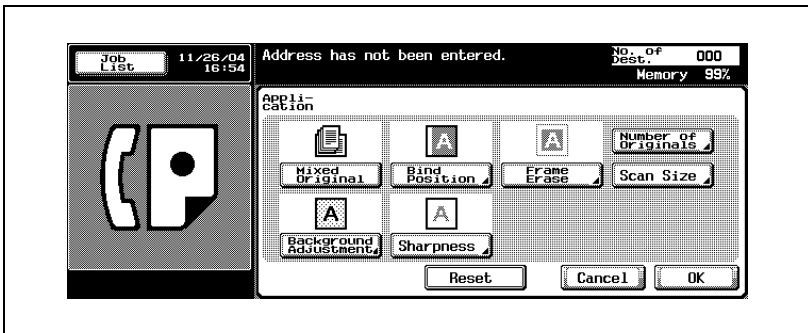 Job
List
11/26/04
16:54
Address has not been entered.
No. of
Dest.
000
Memory 99%
Appli-
cation
Mixed
Original
Bind
Position
Frame
Erase
Number of
Originals
Scan Size
A
A
A
A
Background
Adjustment
Sharpness
Reset
Cancel
OK